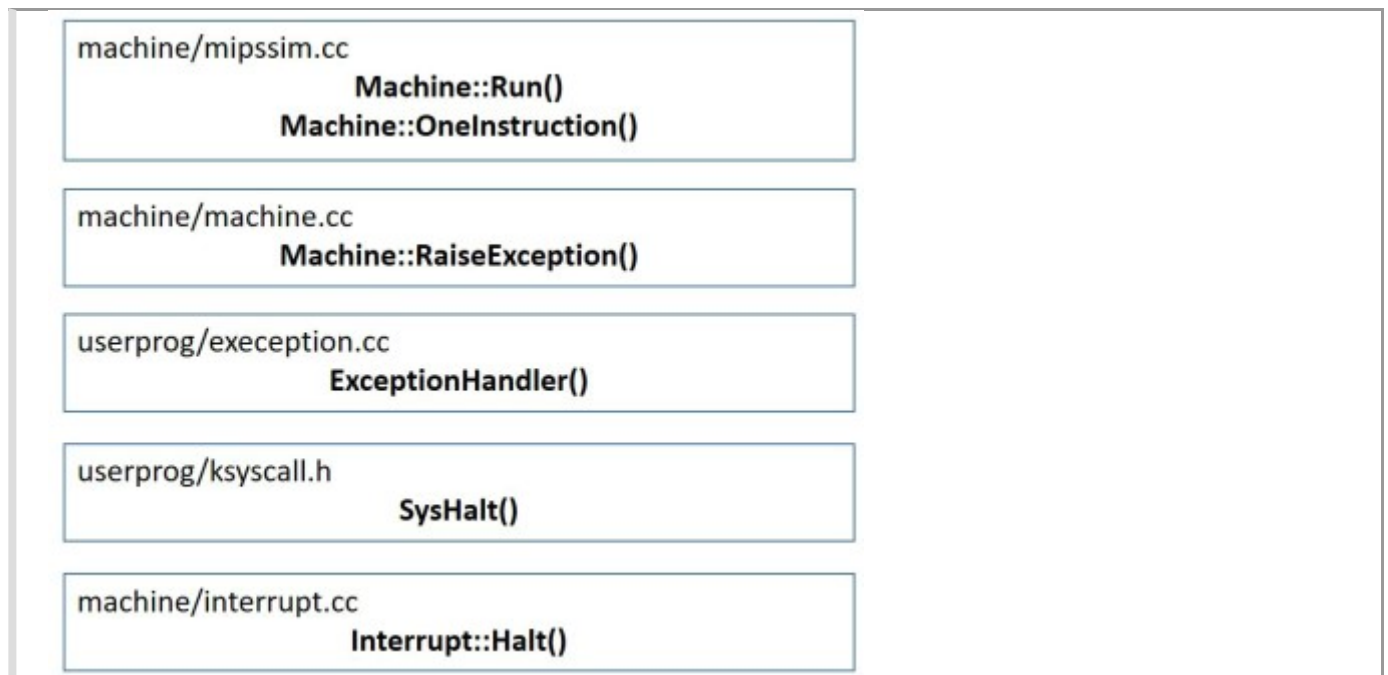 machine/mipssim.cc
Machine::Run()
Machine::OneInstruction()
machine/machine.cc
Machine::RaiseException()
userprog/exeception.cc
ExceptionHandler()
userprog/ksyscall.h
SysHalt()
machine/interrupt.cc
Interrupt::Halt()